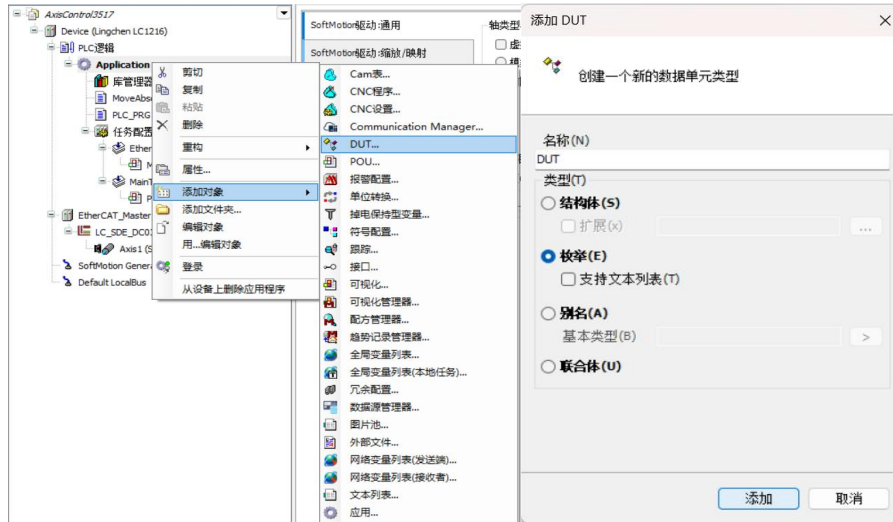 AxisControl3517
Device (Lingchen LC1216)
PLC逻辑
Application
库管理器
MoveAbs
PLC_PRG
任务配置
Ether
MainT
P
EtherCAT_Master
LC_SDE_DC0
Axis1 (S
SoftMotion Gener
Default LocalBus
剪切
复制
粘贴
删除
重构
属性...
添加对象
添加文件夹...
编辑对象
用...编辑对象
登录
从设备上删除应用程序
SoftMotion驱动:通用
SoftMotion驱动:缩放/映射
轴类型
虚
Cam表...
CNC程序...
CNC设置...
Communication Manager...
DUT...
POU...
报警配置...
单位转换...
掉电保持型变量...
符号配置...
跟踪...
接口...
可视化...
可视化管理器...
配方管理器...
趋势记录管理器...
全局变量列表...
全局变量列表(本地任务)...
冗余配置...
数据源管理器...
图片池...
外部文件...
网络变量列表(发送端)...
网络变量列表(接收者)...
文本列表...
应用...
添加 DUT
创建一个新的数据单元类型
名称(N)
DUT
类型(T)
结构体(S)
扩展(x)
...
枚举(E)
支持文本列表(T)
别名(A)
基本类型(B)
>
联合体(U)
添加
取消